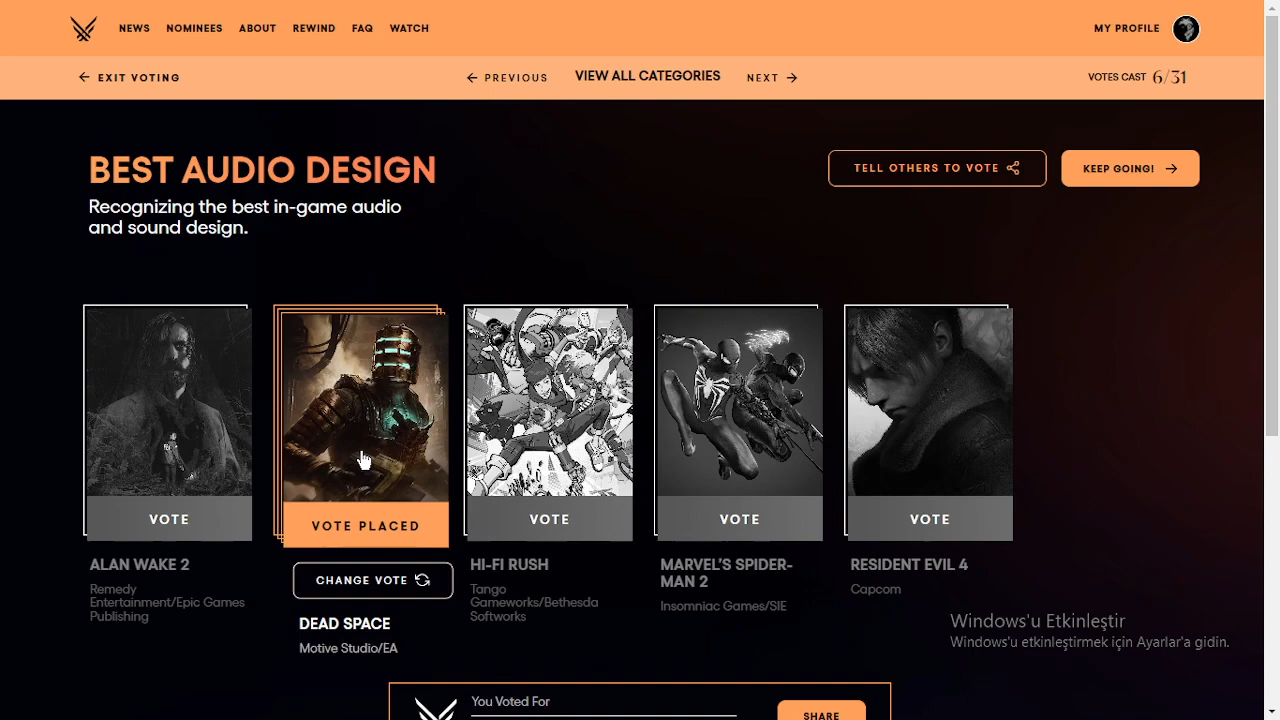 NEWS NOMINEES ABOUT REWIND FAQ WATCH MY PROFILE
EXIT VOTING PREVIOUS VIEW ALL CATEGORIES NEXT VOTES CAST 6/31
BEST AUDIO DESIGN
Recognizing the best in-game audio
and sound design.
TELL OTHERS TO VOTE KEEP GOING!
VOTE VOTE PLACED VOTE VOTE VOTE
ALAN WAKE 2
Remedy
Entertainment/Epic Games
Publishing
CHANGE VOTE
DEAD SPACE
Motive Studio/EA
HI-FI RUSH
Tango
Gameworks/Bethesda
Softworks
MARVEL'S SPIDER-
MAN 2
Insomniac Games/SIE
RESIDENT EVIL 4
Capcom
Windows'u Etkinleştir
Windows'u etkinleştirmek için Ayarlar'a gidin.
You Voted For
SHARE